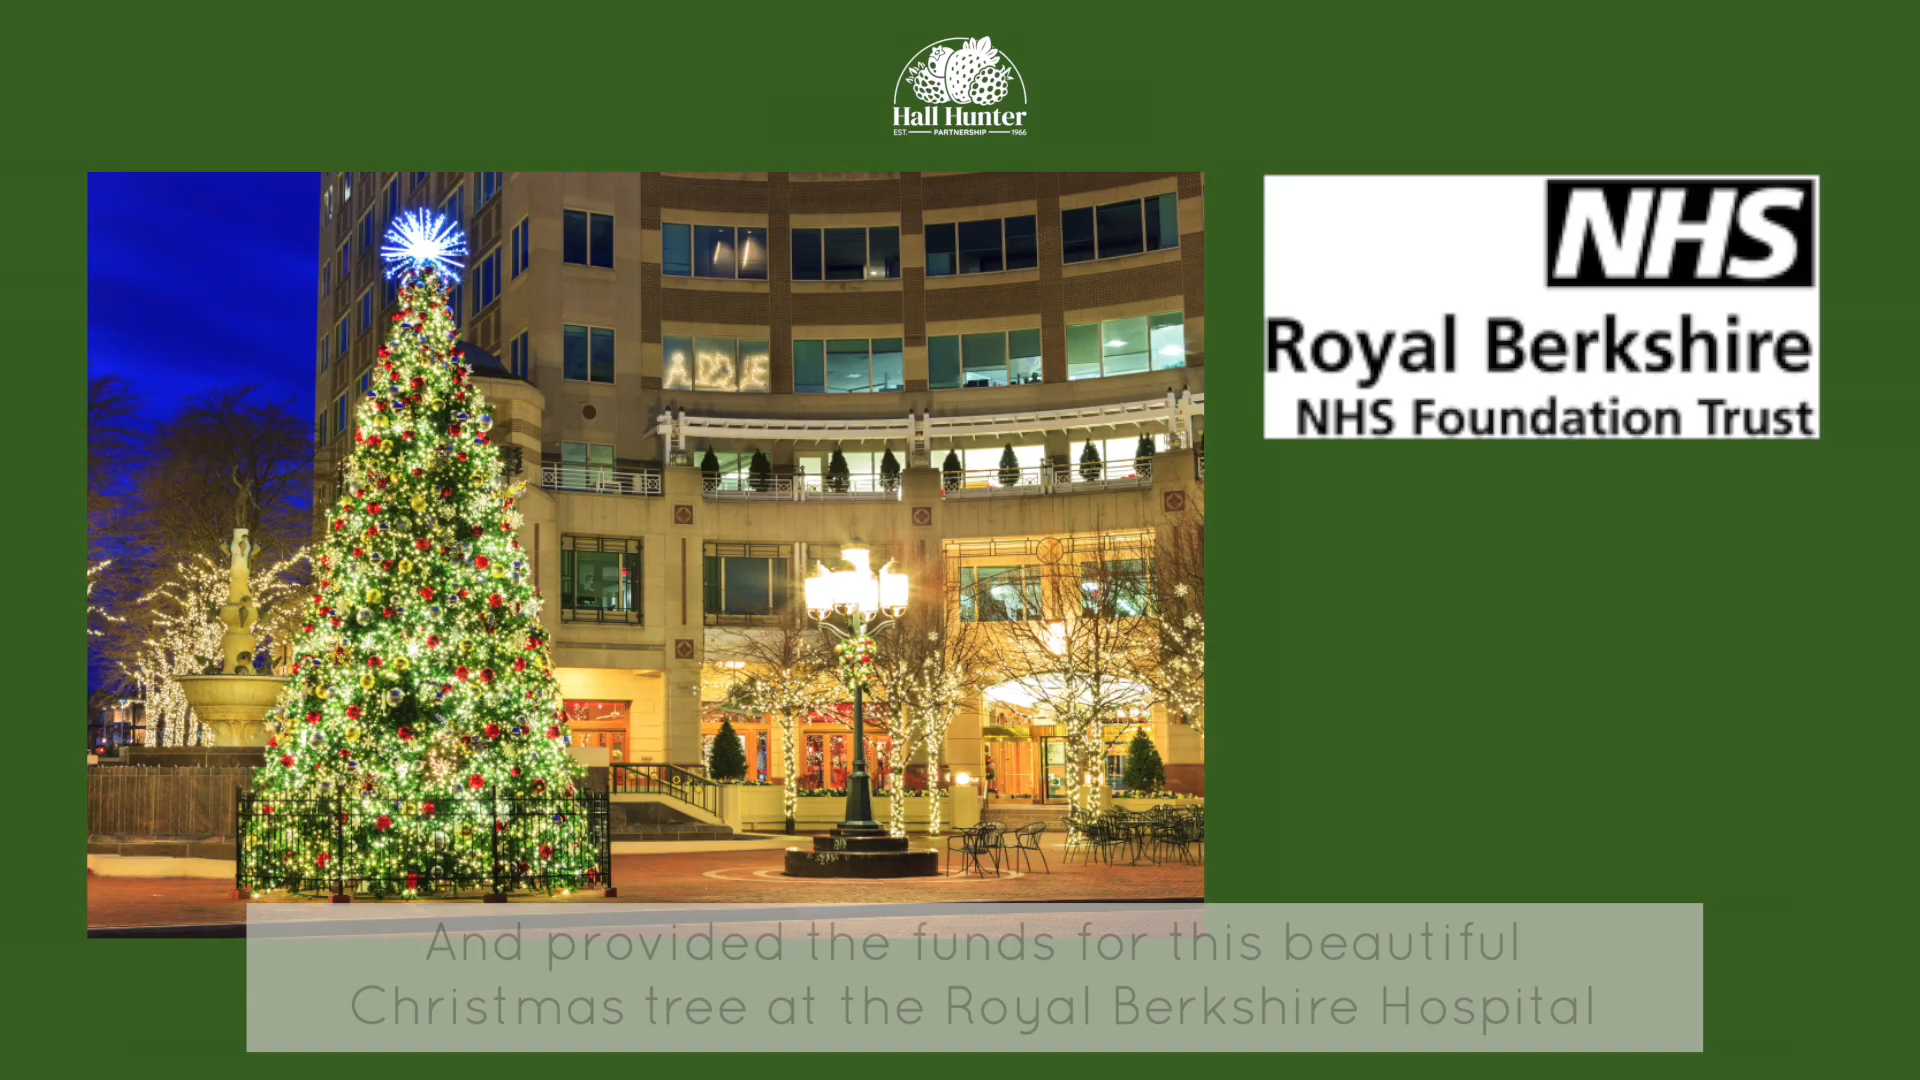 Hall Hunter
EST. PARTNERSHIP 1966
NHS
Royal Berkshire
NHS Foundation Trust
And provided the funds for this beautiful
Christmas tree at the Royal Berkshire Hospital